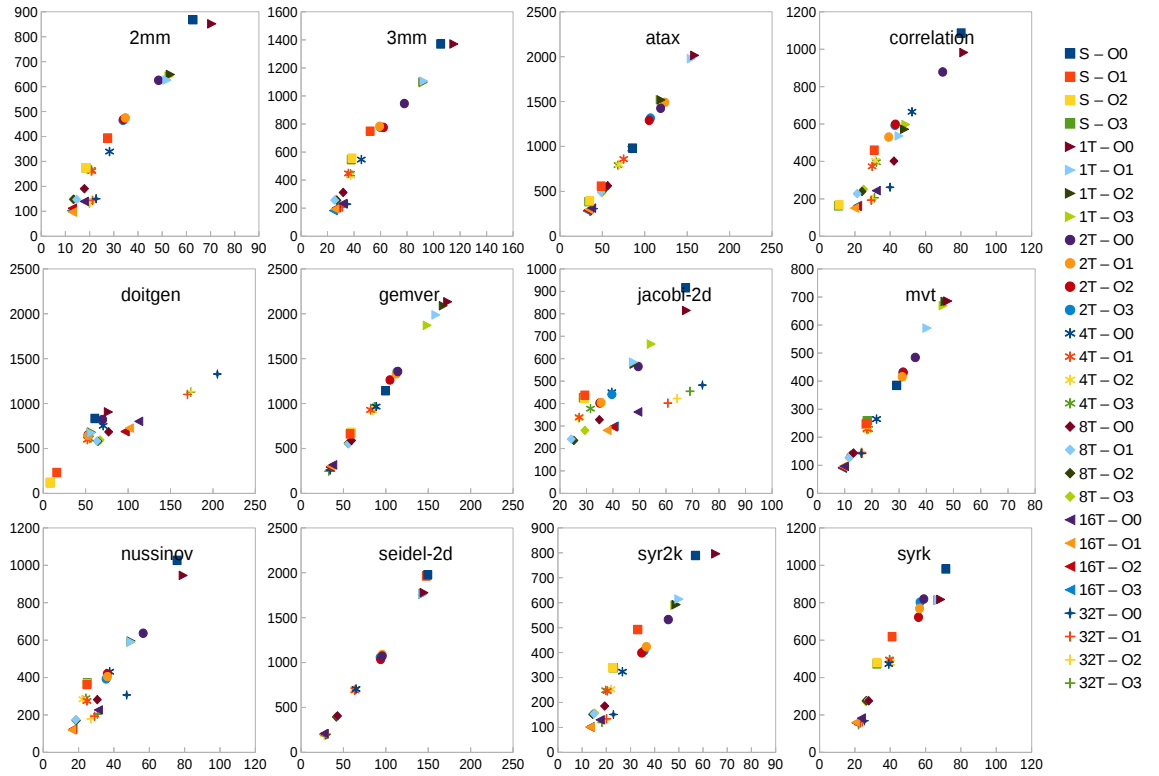 2mm
900
800
700
600
500
400
300
200
100
0
0 10 20 30 40 50 60 70 80 90
3mm
1600
1400
1200
1000
800
600
400
200
0
0 20 40 60 80 100 120 140 160
atax
2500
2000
1500
1000
500
0
0 50 100 150 200 250
correlation
1200
1000
800
600
400
200
0
0 20 40 60 80 100 120
doitgen
2500
2000
1500
1000
500
0
0 50 100 150 200 250
gemver
2500
2000
1500
1000
500
0
0 50 100 150 200 250
jacobi-2d
1000
900
800
700
600
500
400
300
200
100
0
20 30 40 50 60 70 80 90 100
mvt
800
700
600
500
400
300
200
100
0
0 10 20 30 40 50 60 70 80
nussinov
1200
1000
800
600
400
200
0
0 20 40 60 80 100 120
seidel-2d
2500
2000
1500
1000
500
0
0 50 100 150 200 250
syr2k
900
800
700
600
500
400
300
200
100
0
0 10 20 30 40 50 60 70 80 90
syrk
1200
1000
800
600
400
200
0
0 20 40 60 80 100 120
S – O0
S – O1
S – O2
S – O3
1T – O0
1T – O1
1T – O2
1T – O3
2T – O0
2T – O1
2T – O2
2T – O3
4T – O0
4T – O1
4T – O2
4T – O3
8T – O0
8T – O1
8T – O2
8T – O3
16T – O0
16T – O1
16T – O2
16T – O3
32T – O0
32T – O1
32T – O2
32T – O3